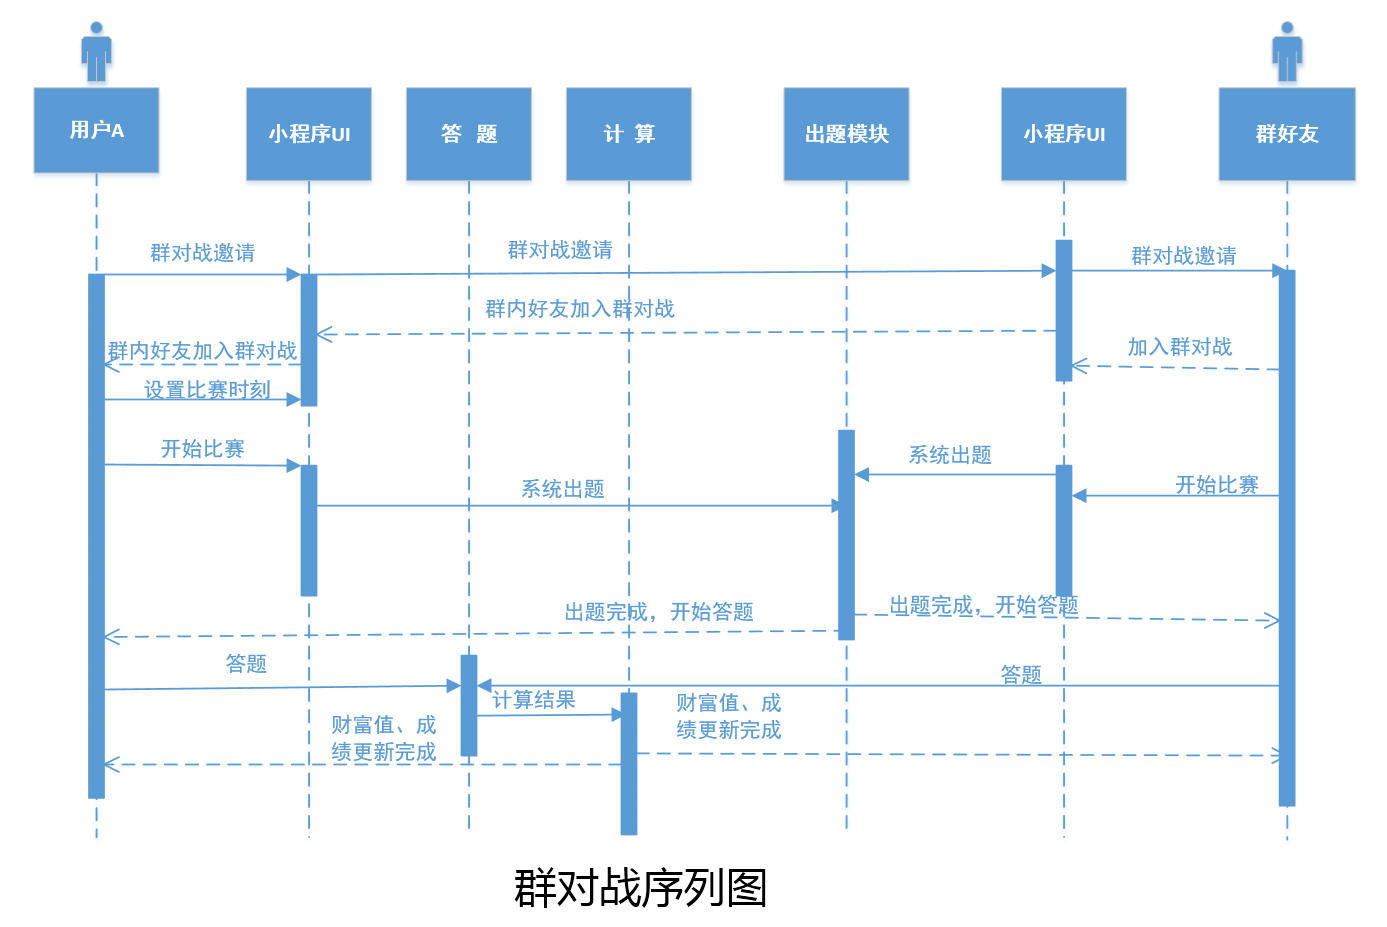 用户A
小程序UI
答 题
计 算
出题模块
小程序UI
群好友
群对战邀请
群对战邀请
群对战邀请
群内好友加入群对战
群内好友加入群对战
加入群对战
设置比赛时刻
开始比赛
系统出题
系统出题
开始比赛
出题完成，开始答题
出题完成，开始答题
答题
答题
计算结果
财富值、成
绩更新完成
财富值、成
绩更新完成
群对战序列图